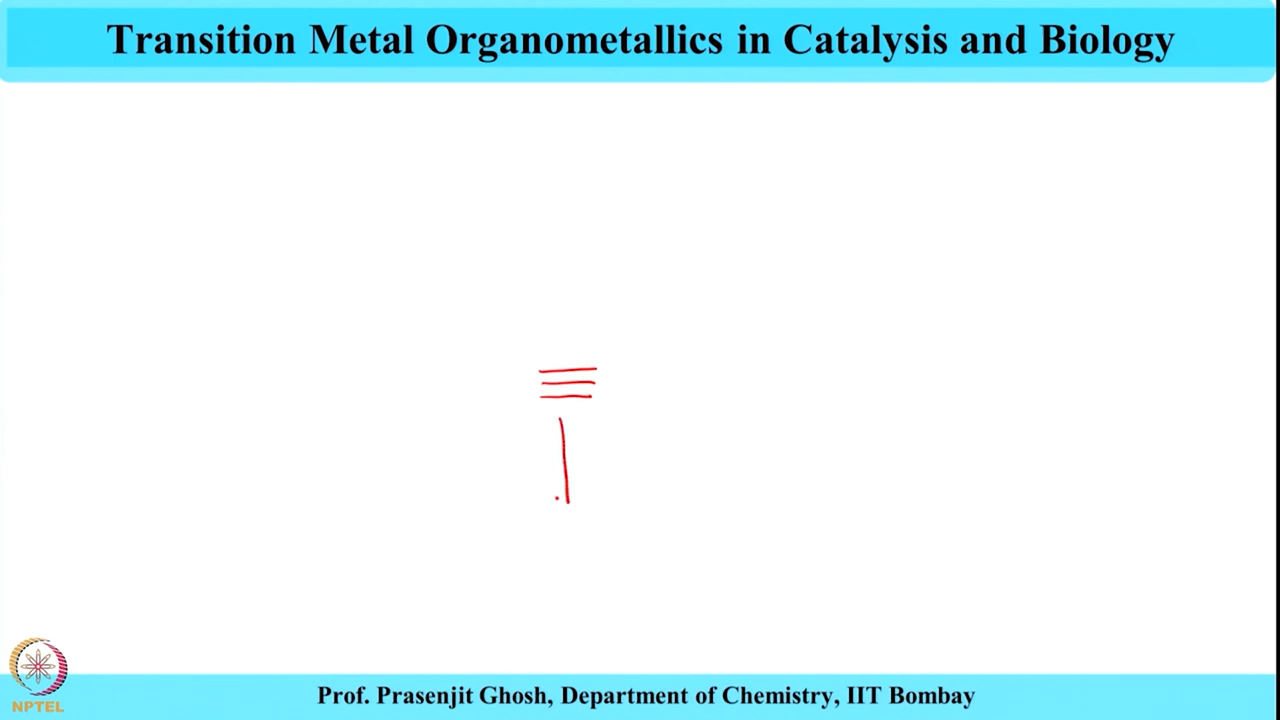 Transition Metal Organometallics in Catalysis and Biology
NPTEL
Prof. Prasenjit Ghosh, Department of Chemistry, IIT Bombay